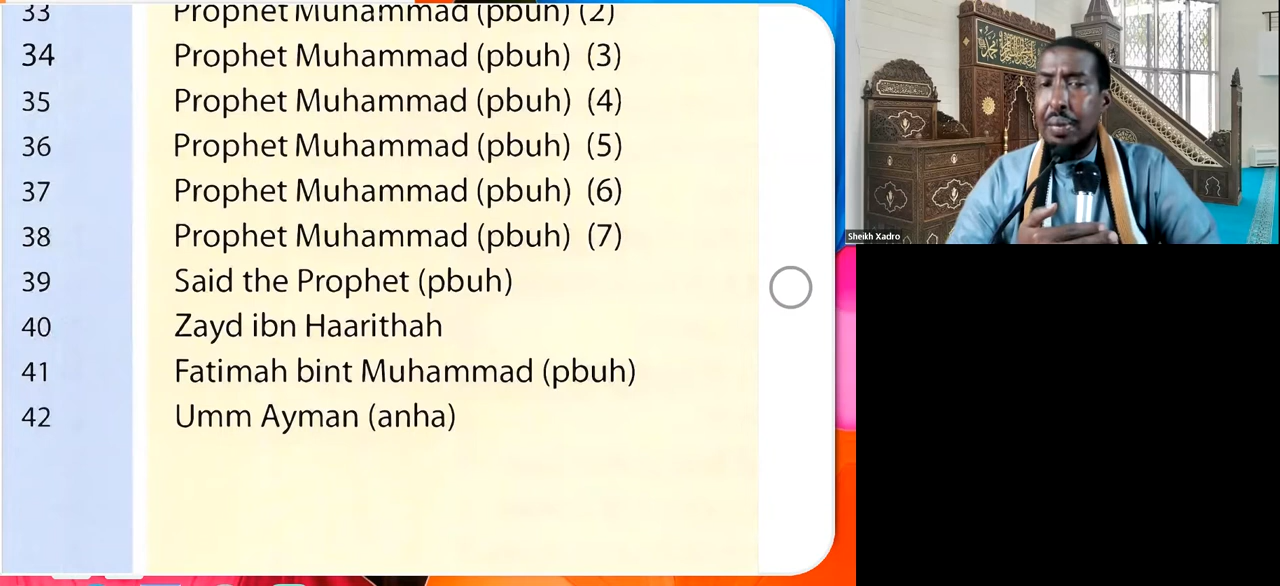 33 Prophet Muhammad (pbuh) (2)
34 Prophet Muhammad (pbuh) (3)
35 Prophet Muhammad (pbuh) (4)
36 Prophet Muhammad (pbuh) (5)
37 Prophet Muhammad (pbuh) (6)
38 Prophet Muhammad (pbuh) (7)
39 Said the Prophet (pbuh)
40 Zayd ibn Haarithah
41 Fatimah bint Muhammad (pbuh)
42 Umm Ayman (anha)
Sheikh Xadro